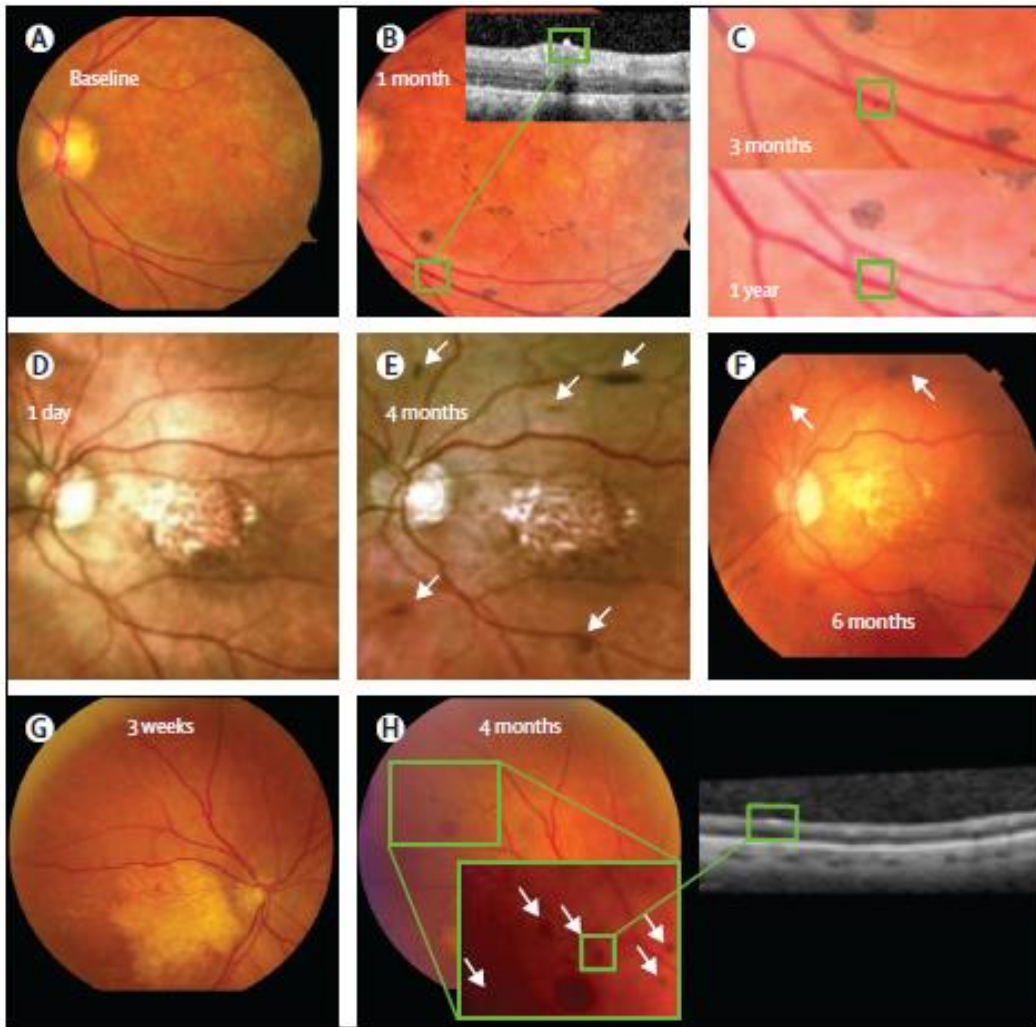 A
Baseline
B
1 month
C
3 months
1 year
D
1 day
E
4 months
F
6 months
G
3 weeks
H
4 months